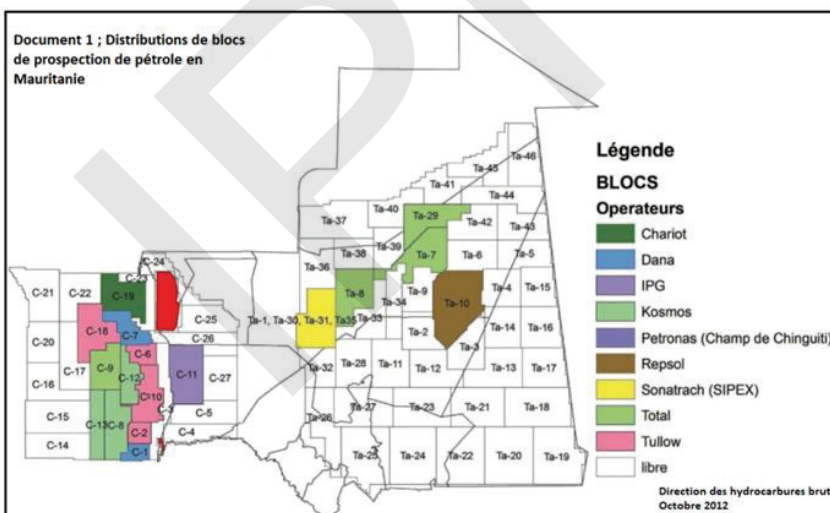 Document 1 ; Distributions de blocs
de prospection de pétrole en
Mauritanie
Ta-46
Ta-45
Ta-41
Ta-44
Ta-40
Ta-29
Ta-37
Ta-42
Ta-43
Ta-39
Ta-38
Ta-7
Ta-6
Ta-5
Ta-36
C-24
C-23
C-21
C-22
C-19
Ta-8
Ta-34
Ta-9
Ta-10
Ta-4
Ta-15
C-25
Ta-1, Ta-30, Ta-31, Ta35
Ta-33
C-18
C-7
C-26
Ta-2
Ta-14
Ta-16
C-20
C-6
Ta-3
C-17
C-9
C-12
C-11
C-27
Ta-32
Ta-28
Ta-11
Ta-12
Ta-13
Ta-17
C-16
C-10
C-3
C-5
C-15
C-13
C-8
C-2
C-4
Ta-26
Ta-27
Ta-23
Ta-21
Ta-18
C-14
C-1
Ta-25
Ta-24
Ta-22
Ta-20
Ta-19
Légende
BLOCS
Operateurs
Chariot
Dana
IPG
Kosmos
Petronas (Champ de Chinguiti)
Repsol
Sonatrach (SIPEX)
Total
Tullow
libre
Direction des hydrocarbures brut
Octobre 2012